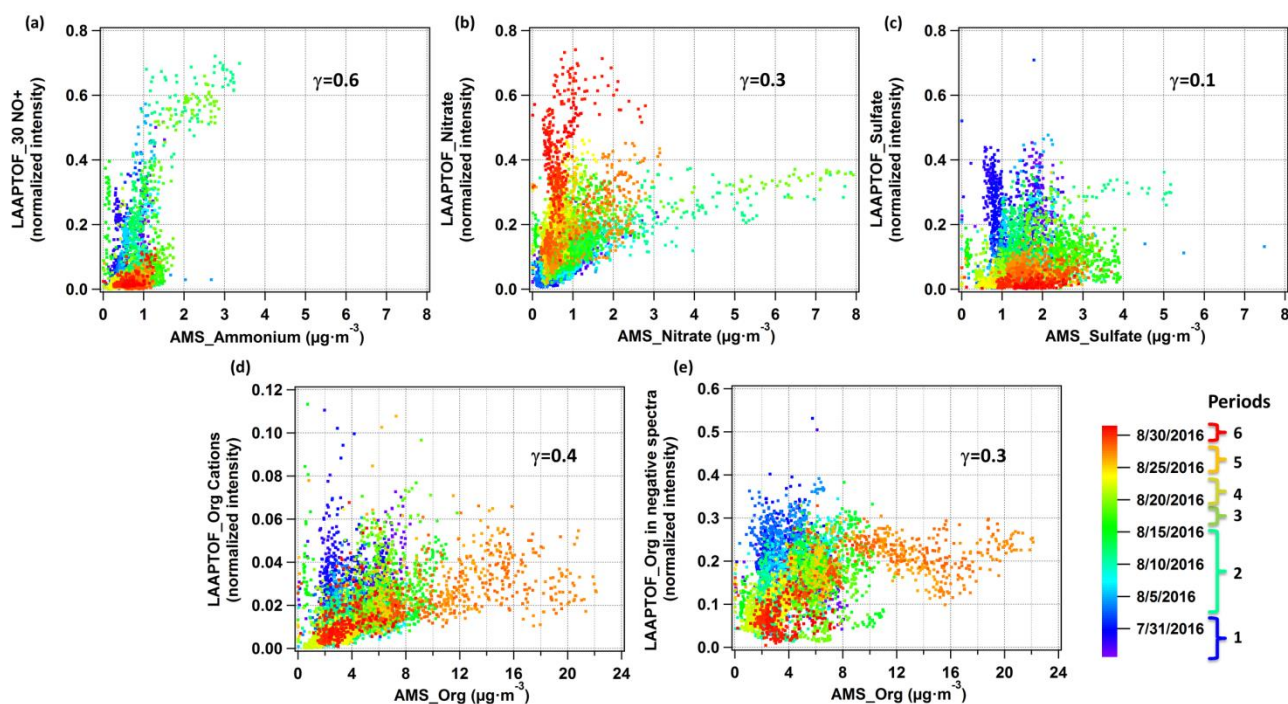 (a)
LAAPTOF_30 NO+
(normalized intensity)
0.8
0.6
0.4
0.2
0.0
γ=0.6
0 1 2 3 4 5 6 7 8
AMS_Ammonium (µg·m⁻³)
(b)
LAAPTOF_Nitrate
(normalized intensity)
0.8
0.6
0.4
0.2
0.0
γ=0.3
0 1 2 3 4 5 6 7 8
AMS_Nitrate (µg·m⁻³)
(c)
LAAPTOF_Sulfate
(normalized intensity)
0.8
0.6
0.4
0.2
0.0
γ=0.1
0 1 2 3 4 5 6 7 8
AMS_Sulfate (µg·m⁻³)
(d)
LAAPTOF_Org Cations
(normalized intensity)
0.12
0.10
0.08
0.06
0.04
0.02
0.00
γ=0.4
0 4 8 12 16 20 24
AMS_Org (µg·m⁻³)
(e)
LAAPTOF_Org in negative spectra
(normalized intensity)
0.6
0.5
0.4
0.3
0.2
0.1
0.0
γ=0.3
0 4 8 12 16 20 24
AMS_Org (µg·m⁻³)
Periods
8/30/2016 6
8/25/2016 5
8/20/2016 4
3
8/15/2016
8/10/2016 2
8/5/2016
7/31/2016 1